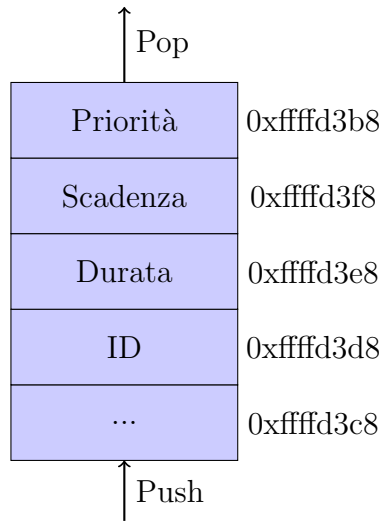 Pop
Priorità 0xffffd3b8
Scadenza 0xffffd3f8
Durata 0xffffd3e8
ID 0xffffd3d8
... 0xffffd3c8
Push